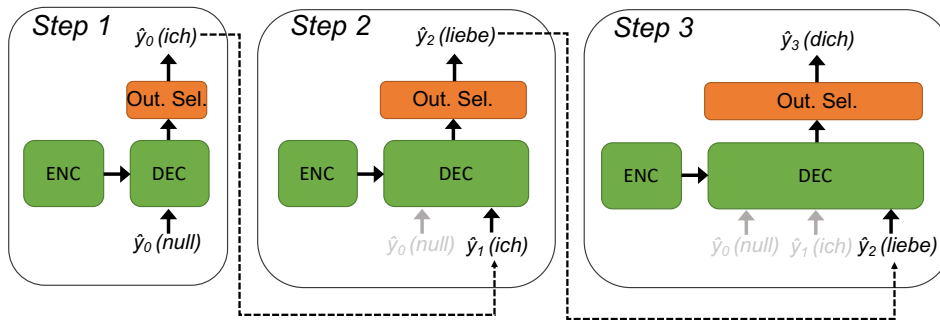 Step 1
ŷ₀ (ich)
Out. Sel.
ENC
DEC
ŷ₀ (null)
Step 2
ŷ₂ (liebe)
Out. Sel.
ENC
DEC
ŷ₀ (null)
ŷ₁ (ich)
Step 3
ŷ₃ (dich)
Out. Sel.
ENC
DEC
ŷ₀ (null)
ŷ₁ (ich)
ŷ₂ (liebe)